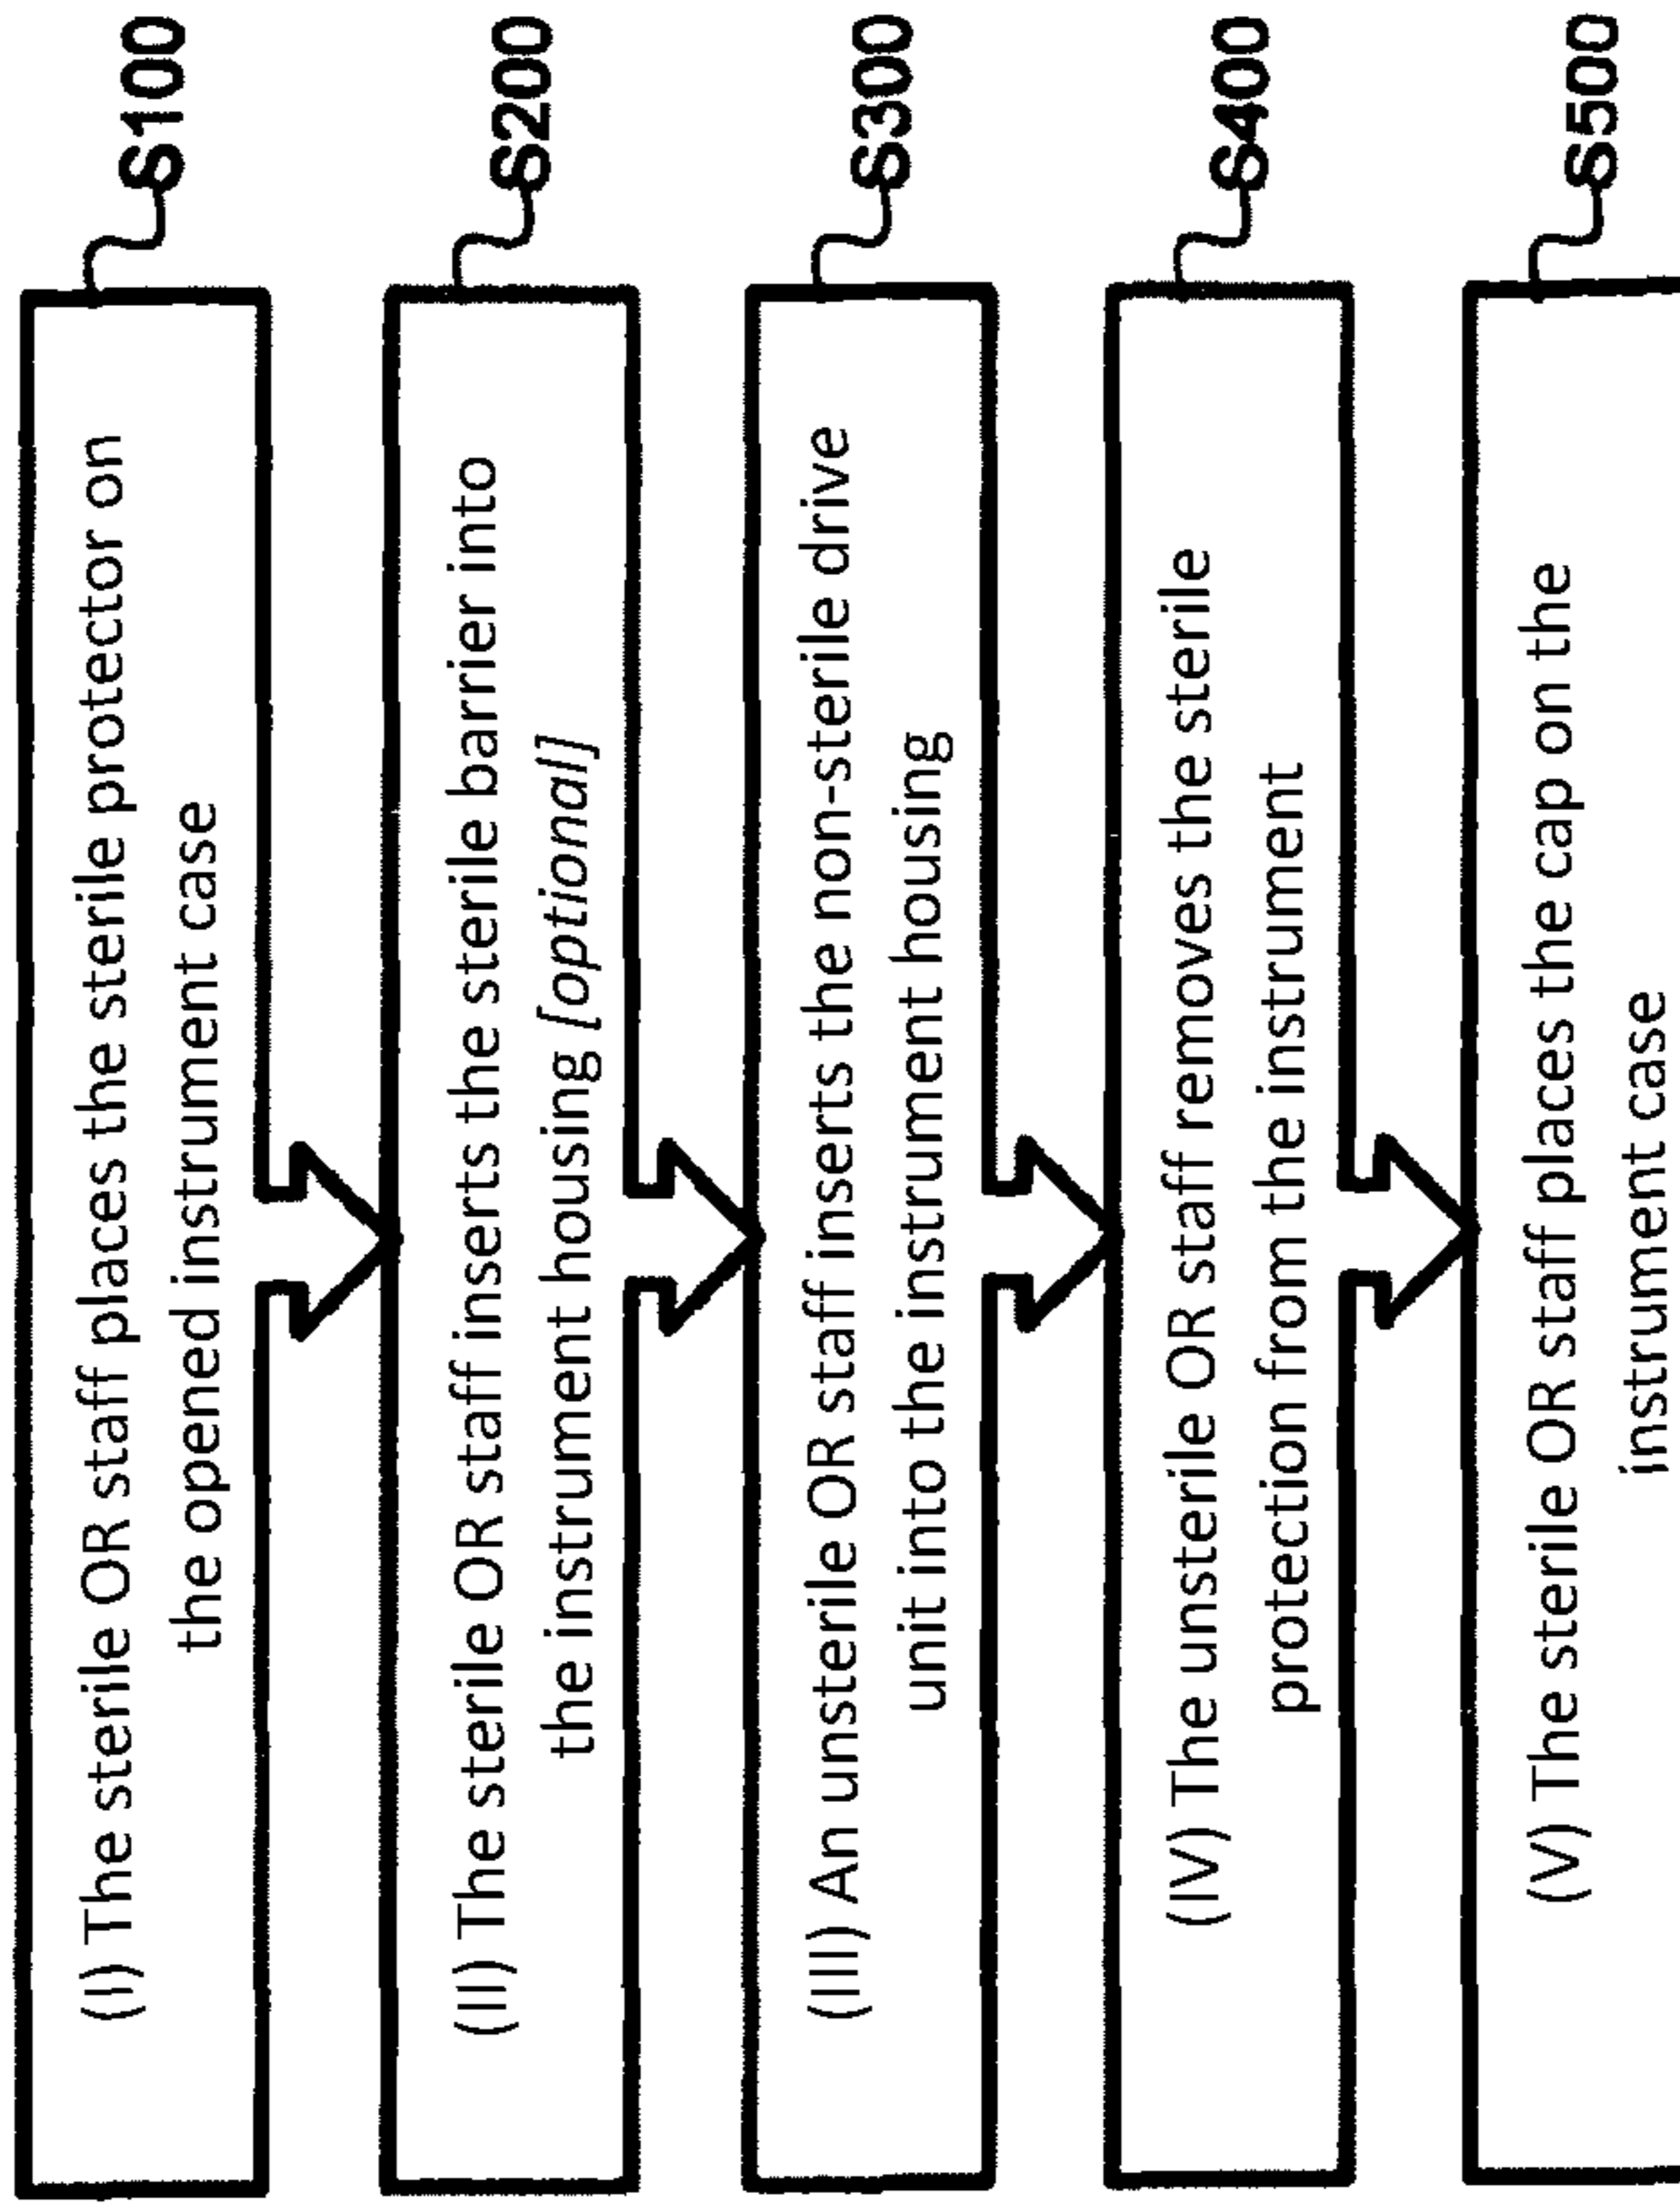 (I) The sterile OR staff places the sterile protector on
the opened instrument case
S100
(II) The sterile OR staff inserts the sterile barrier into
the instrument housing [optional]
S200
(III) An unsterile OR staff inserts the non-sterile drive
unit into the instrument housing
S300
(IV) The unsterile OR staff removes the sterile
protection from the instrument
S400
(V) The sterile OR staff places the cap on the
instrument case
S500